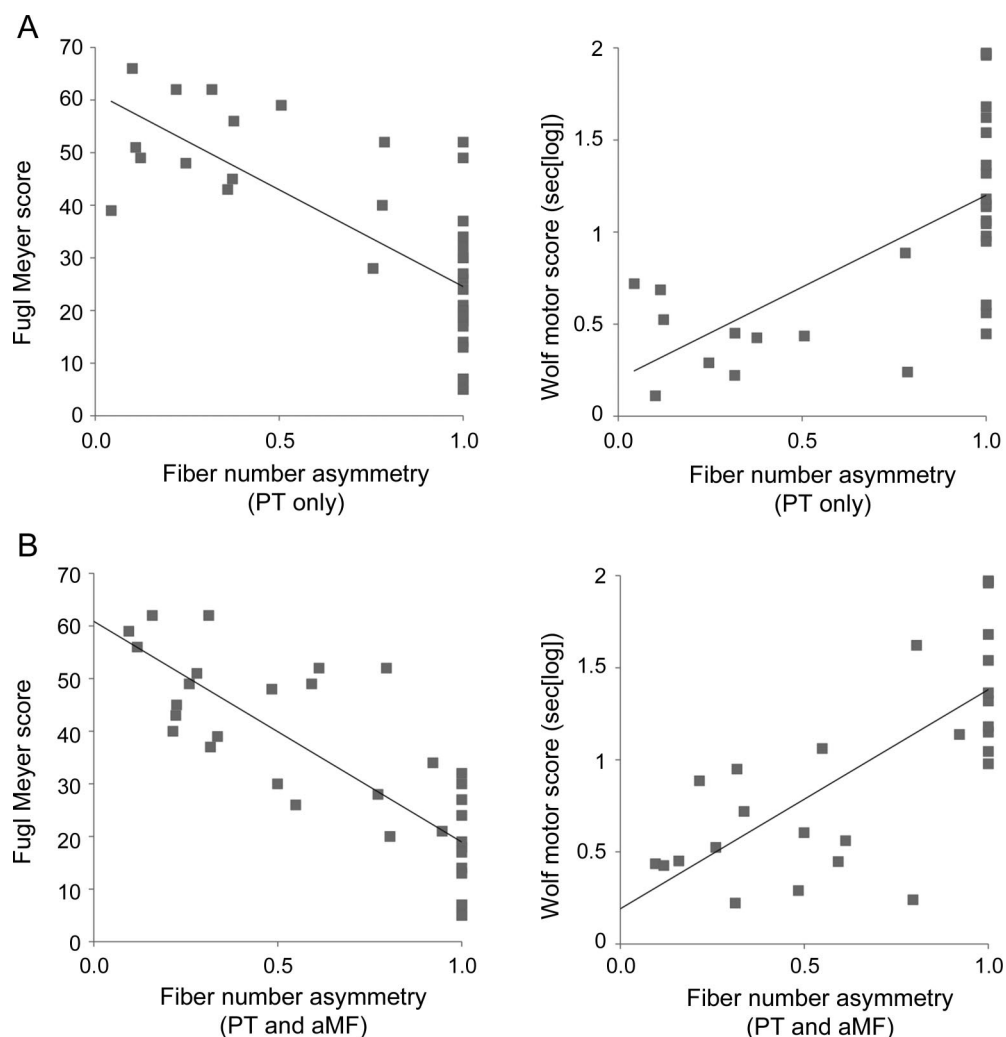 A
70
60
50
40
30
20
10
0
Fugl Meyer score
0.0 0.5 1.0
Fiber number asymmetry
(PT only)
2
1.5
1
0.5
0
Wolf motor score (sec[log])
0.0 0.5 1.0
Fiber number asymmetry
(PT only)
B
70
60
50
40
30
20
10
0
Fugl Meyer score
0.0 0.5 1.0
Fiber number asymmetry
(PT and aMF)
2
1.5
1
0.5
0
Wolf motor score (sec[log])
0.0 0.5 1.0
Fiber number asymmetry
(PT and aMF)